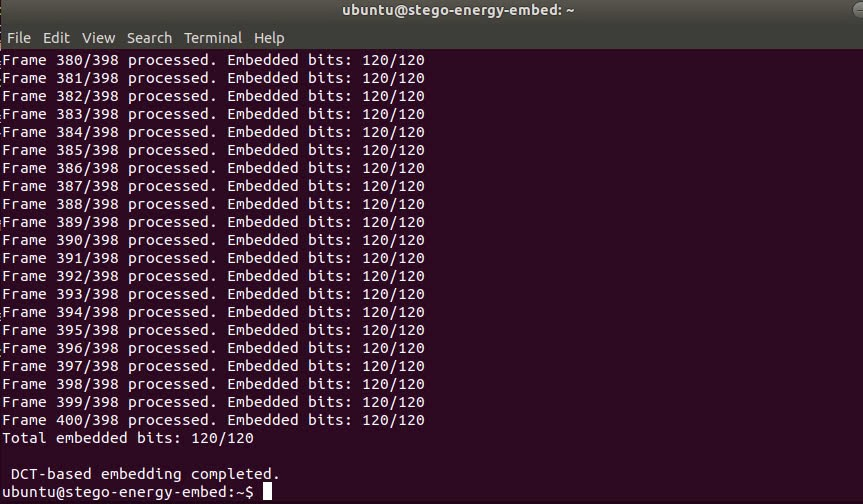 ubuntu@stego-energy-embed: ~
File Edit View Search Terminal Help
Frame 380/398 processed. Embedded bits: 120/120
Frame 381/398 processed. Embedded bits: 120/120
Frame 382/398 processed. Embedded bits: 120/120
Frame 383/398 processed. Embedded bits: 120/120
Frame 384/398 processed. Embedded bits: 120/120
Frame 385/398 processed. Embedded bits: 120/120
Frame 386/398 processed. Embedded bits: 120/120
Frame 387/398 processed. Embedded bits: 120/120
Frame 388/398 processed. Embedded bits: 120/120
Frame 389/398 processed. Embedded bits: 120/120
Frame 390/398 processed. Embedded bits: 120/120
Frame 391/398 processed. Embedded bits: 120/120
Frame 392/398 processed. Embedded bits: 120/120
Frame 393/398 processed. Embedded bits: 120/120
Frame 394/398 processed. Embedded bits: 120/120
Frame 395/398 processed. Embedded bits: 120/120
Frame 396/398 processed. Embedded bits: 120/120
Frame 397/398 processed. Embedded bits: 120/120
Frame 398/398 processed. Embedded bits: 120/120
Frame 399/398 processed. Embedded bits: 120/120
Frame 400/398 processed. Embedded bits: 120/120
Total embedded bits: 120/120
DCT-based embedding completed.
ubuntu@stego-energy-embed:~$